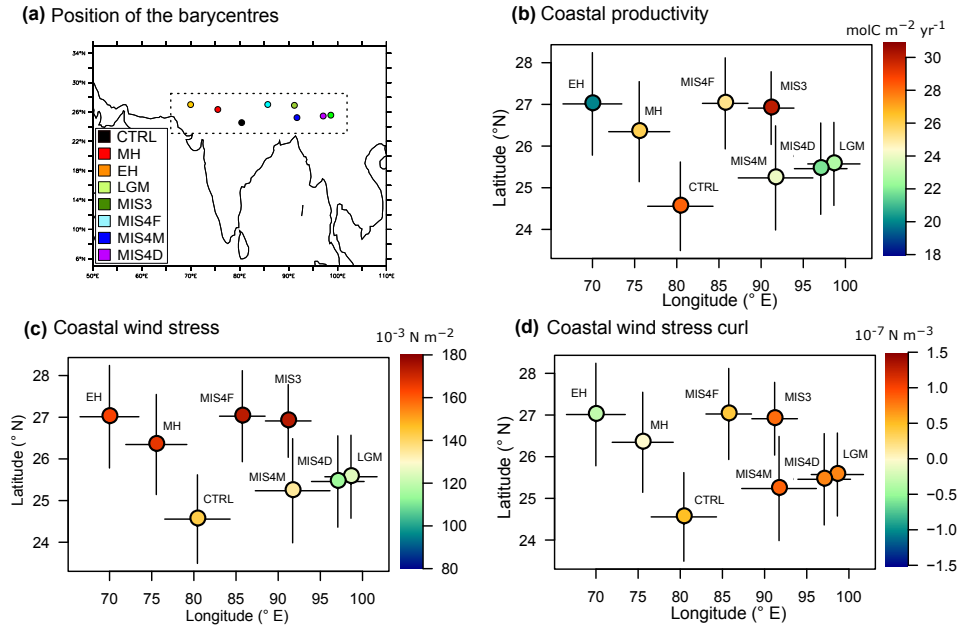 (a) Position of the barycentres
34°N
30°N
26°N
22°N
18°N
14°N
10°N
6°N
50°E 60°E 70°E 80°E 90°E 100°E 110°E
CTRL
MH
EH
LGM
MIS3
MIS4F
MIS4M
MIS4D
(b) Coastal productivity
molC m⁻² yr⁻¹
Latitude (°N)
28
27
26
25
24
70 75 80 85 90 95 100
Longitude (° E)
EH
MH
CTRL
MIS4F
MIS3
MIS4M
MIS4D
LGM
30
28
26
24
22
20
18
(c) Coastal wind stress
10⁻³ N m⁻²
Latitude (° N)
28
27
26
25
24
70 75 80 85 90 95 100
Longitude (° E)
EH
MH
CTRL
MIS4F
MIS3
MIS4M
MIS4D
LGM
180
160
140
120
100
80
(d) Coastal wind stress curl
10⁻⁷ N m⁻³
Latitude (° N)
28
27
26
25
24
70 75 80 85 90 95 100
Longitude (° E)
EH
MH
CTRL
MIS4F
MIS3
MIS4M
MIS4D
LGM
1.5
1.0
0.5
0.0
−0.5
−1.0
−1.5